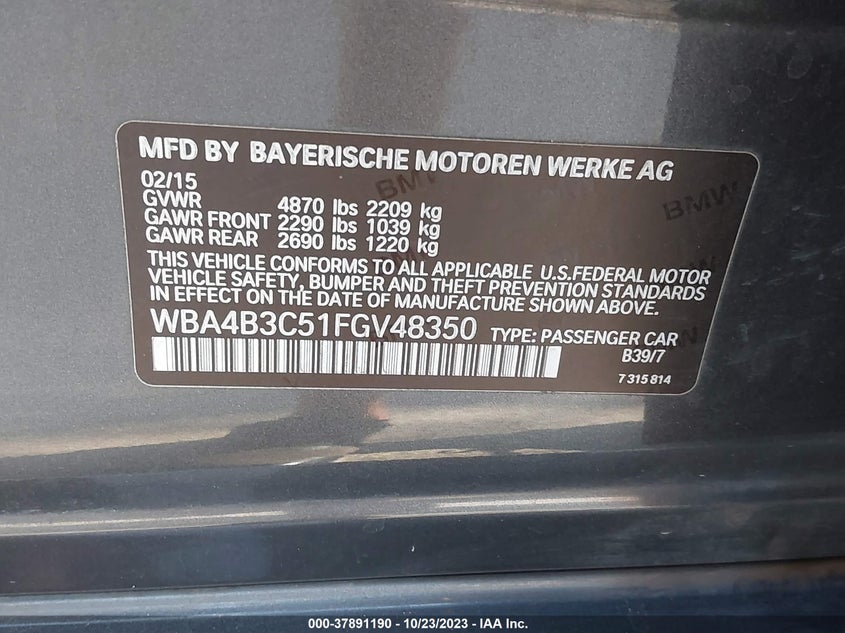 MFD BY BAYERISCHE MOTOREN WERKE AG
02/15
GVWR 4870 lbs 2209 kg
GAWR FRONT 2290 lbs 1039 kg
GAWR REAR 2690 lbs 1220 kg
THIS VEHICLE CONFORMS TO ALL APPLICABLE U.S.FEDERAL MOTOR
VEHICLE SAFETY, BUMPER AND THEFT PREVENTION STANDARDS
IN EFFECT ON THE DATE OF MANUFACTURE SHOWN ABOVE.
WBA4B3C51FGV48350 TYPE: PASSENGER CAR
B39/7
7 315 814
BMW
BMW
000-37891190 - 10/23/2023 - IAA Inc.